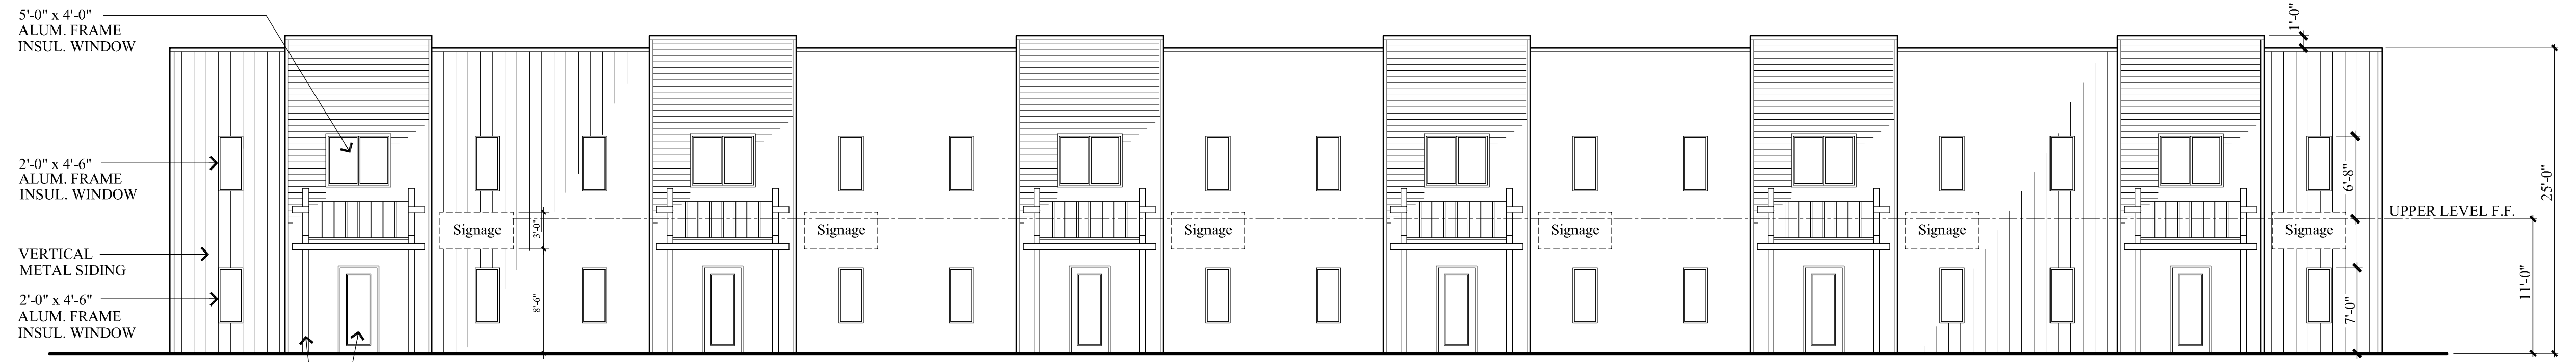 5'-0" x 4'-0"
ALUM. FRAME
INSUL. WINDOW
2'-0" x 4'-6"
ALUM. FRAME
INSUL. WINDOW
VERTICAL
METAL SIDING
2'-0" x 4'-6"
ALUM. FRAME
INSUL. WINDOW
Signage
3'-0"
8'-6"
Signage
Signage
Signage
Signage
Signage
1'-0"
6'-8"
7'-0"
UPPER LEVEL F.F.
11'-0"
25'-0"